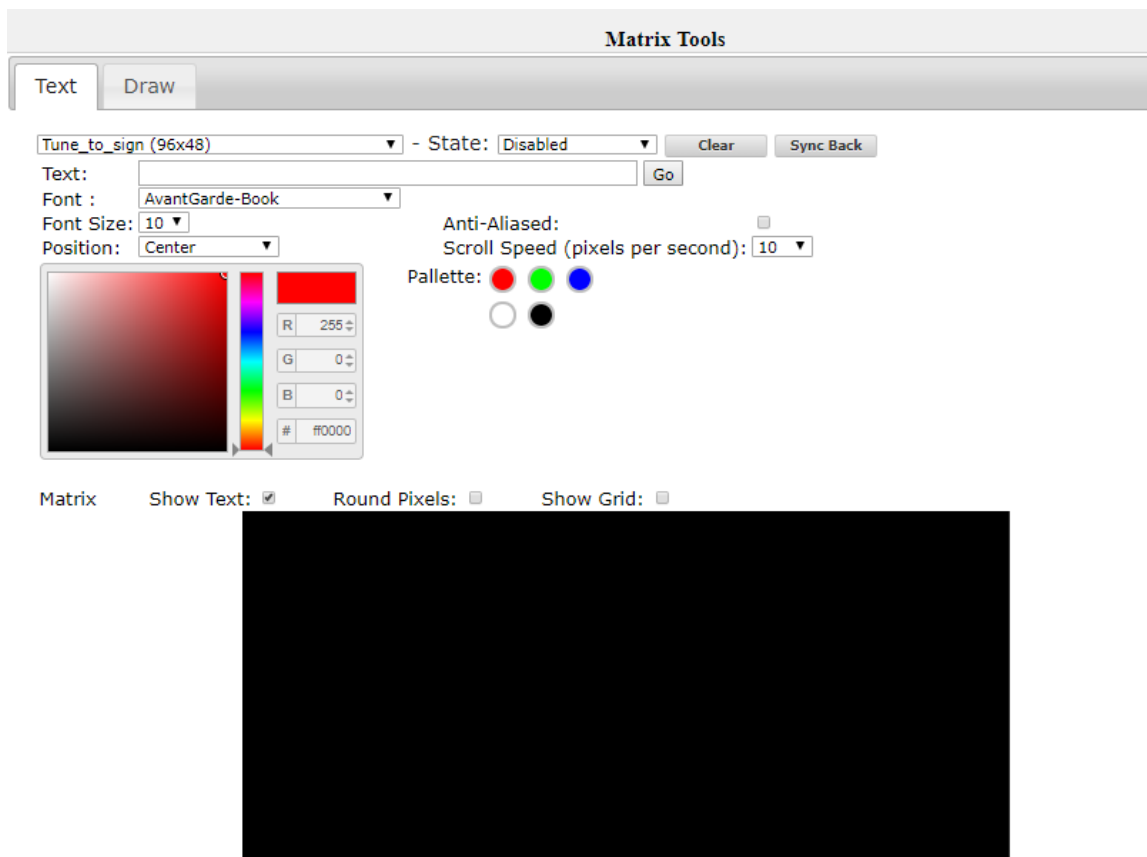 Matrix Tools
Text Draw
Tune_to_sign (96x48) - State: Disabled Clear Sync Back
Text: Go
Font : AvantGarde-Book
Font Size: 10 Anti-Aliased:
Position: Center Scroll Speed (pixels per second): 10
Pallette:
R 255
G 0
B 0
# ff0000
Matrix Show Text: Round Pixels: Show Grid: